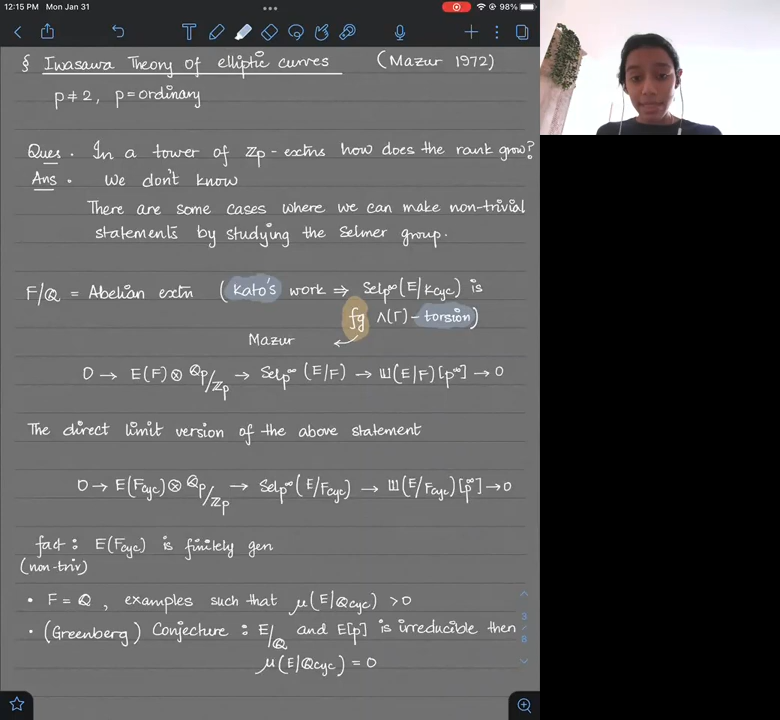 12:15 PM Mon Jan 31
98%
§ Iwasawa Theory of elliptic curves (Mazur 1972)
p≠2, p=ordinary
Ques. In a tower of ℤp-extns how does the rank grow?
Ans. We don't know
There are some cases where we can make non-trivial
statements by studying the Selmer group.
F/ℚ = Abelian extn (Kato's work ⇒ Selp∞(E/Kcyc) is
fg Λ(Γ)-torsion)
Mazur ←
0 → E(F)⊗ ℚp/ℤp → Selp∞(E/F) → Ш(E/F)[p∞] → 0
The direct limit version of the above statement
0 → E(Fcyc)⊗ ℚp/ℤp → Selp∞(E/Fcyc) → Ш(E/Fcyc)[p∞] → 0
fact: E(Fcyc) is finitely gen
(non-triv)
• F = ℚ, examples such that μ(E/ℚcyc) > 0
• (Greenberg) Conjecture: E/ℚ and E[p] is irreducible then
μ(E/ℚcyc) = 0
3
8